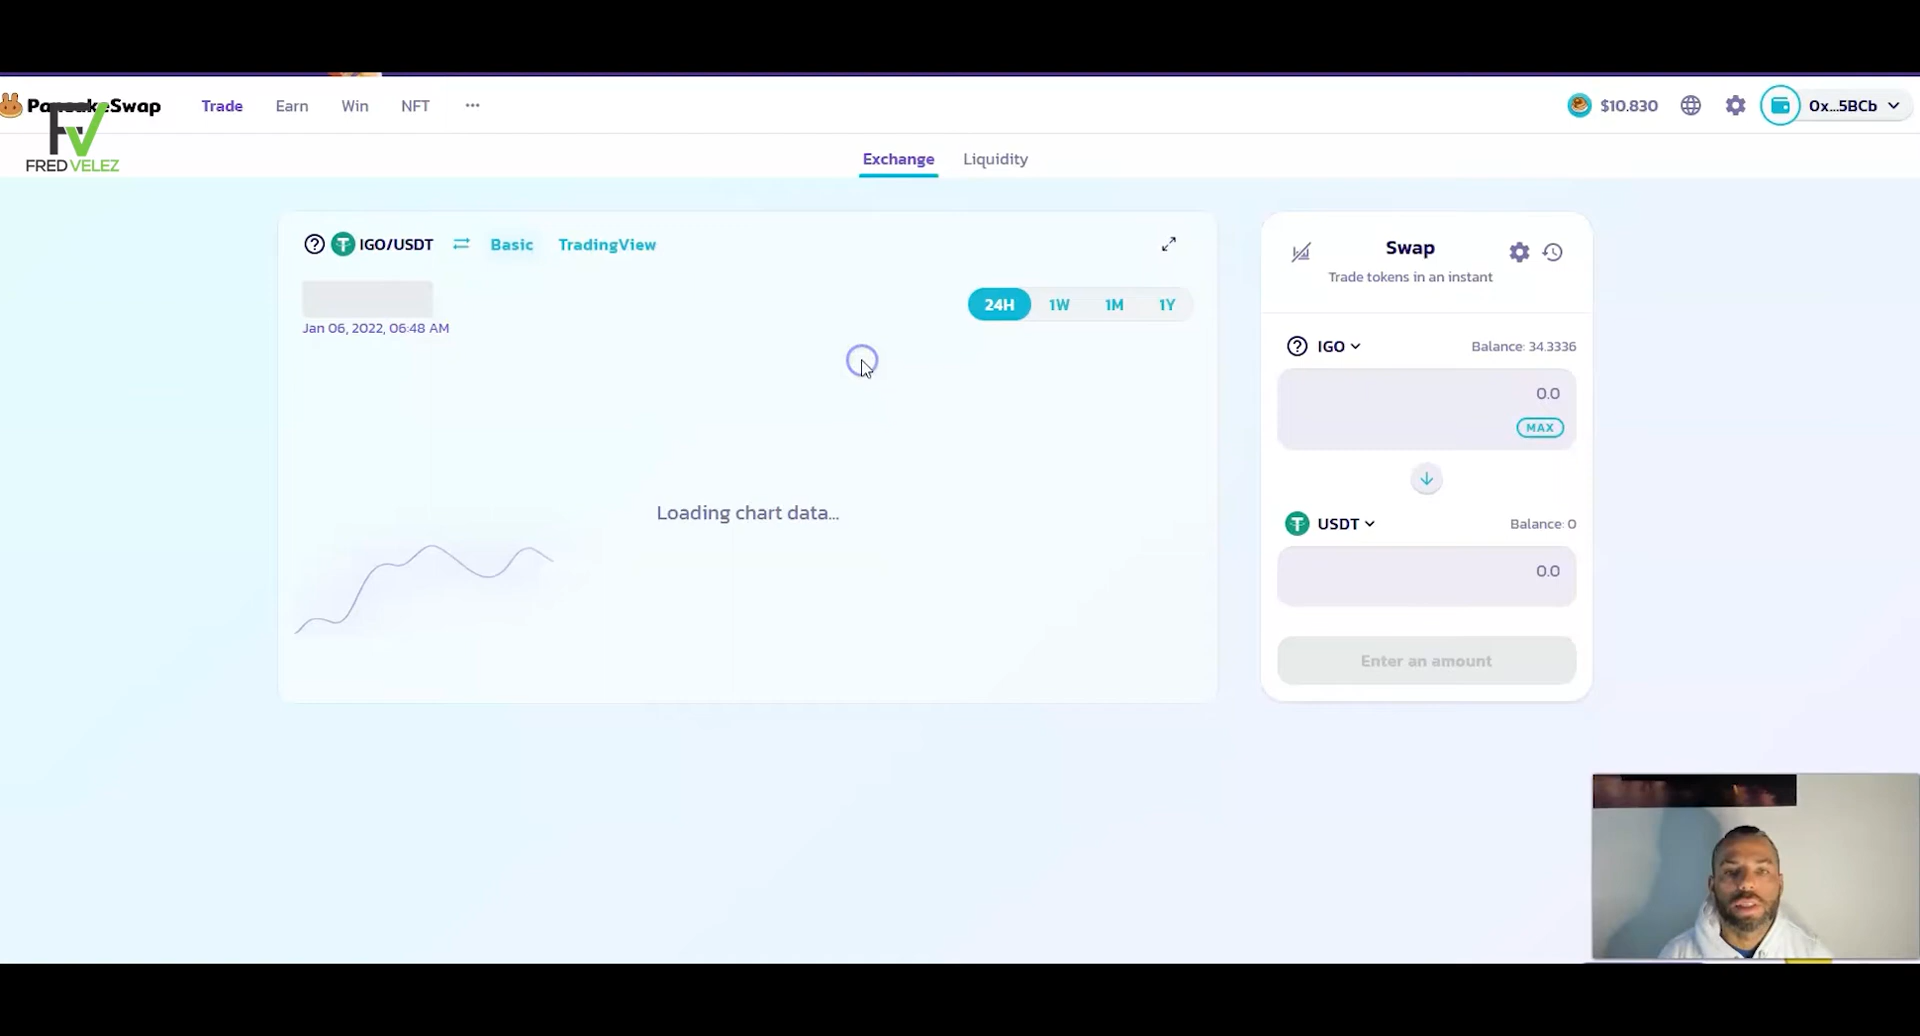 PancakeSwap Trade Earn Win NFT ... $10.830 0x...5BCb
FRED VELEZ
Exchange Liquidity
IGO/USDT Basic TradingView
Jan 06, 2022, 06:48 AM
24H 1W 1M 1Y
Loading chart data...
Swap
Trade tokens in an instant
IGO Balance: 34.3336
0.0
MAX
USDT Balance: 0
0.0
Enter an amount